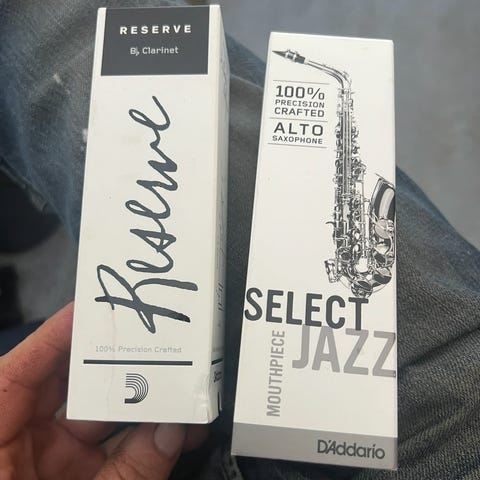 RESERVE
B♭ Clarinet
Reserve
100% Precision Crafted
100%
PRECISION
CRAFTED
ALTO
SAXOPHONE
SELECT
JAZZ
MOUTHPIECE
D'Addario